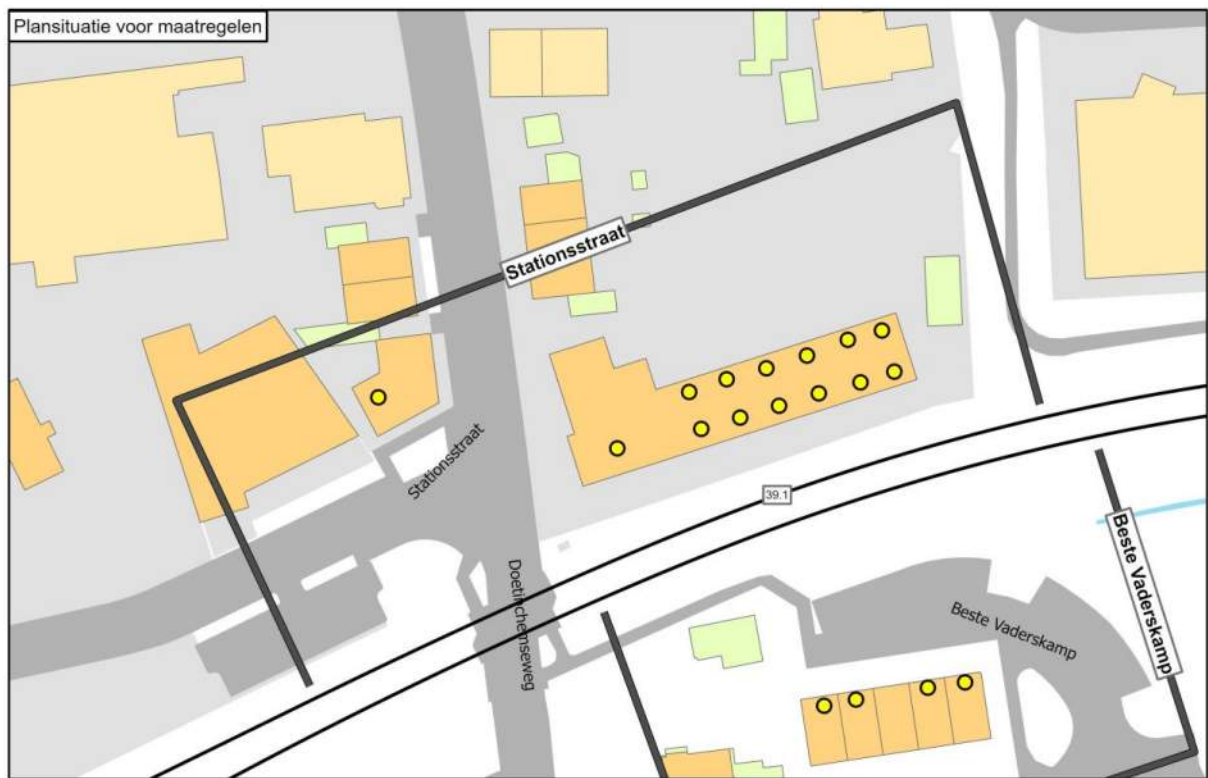 Plansituatie voor maatregelen
Stationsstraat
Stationsstraat
39.1
Doetinchemseweg
Beste Vaderskamp
Beste Vaderskamp